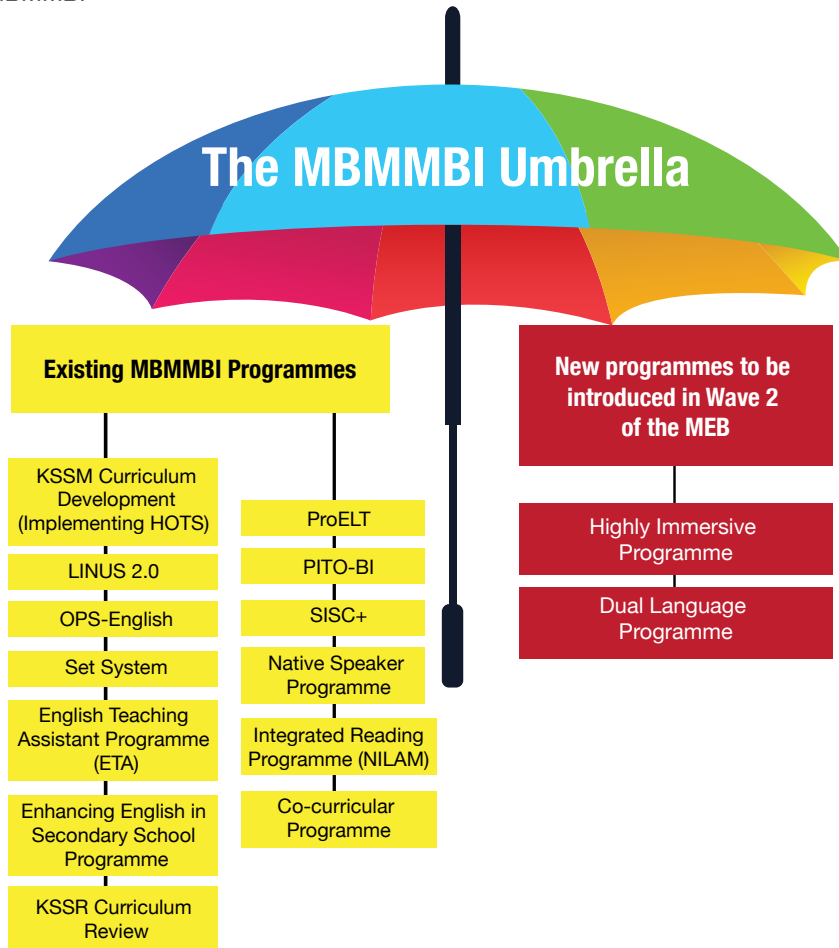 The MBMMBI Umbrella
Existing MBMMBI Programmes
KSSM Curriculum
Development
(Implementing HOTS)
LINUS 2.0
OPS-English
Set System
English Teaching
Assistant Programme
(ETA)
Enhancing English in
Secondary School
Programme
KSSR Curriculum
Review
ProELT
PITO-BI
SISC+
Native Speaker
Programme
Integrated Reading
Programme (NILAM)
Co-curricular
Programme
New programmes to be
introduced in Wave 2
of the MEB
Highly Immersive
Programme
Dual Language
Programme